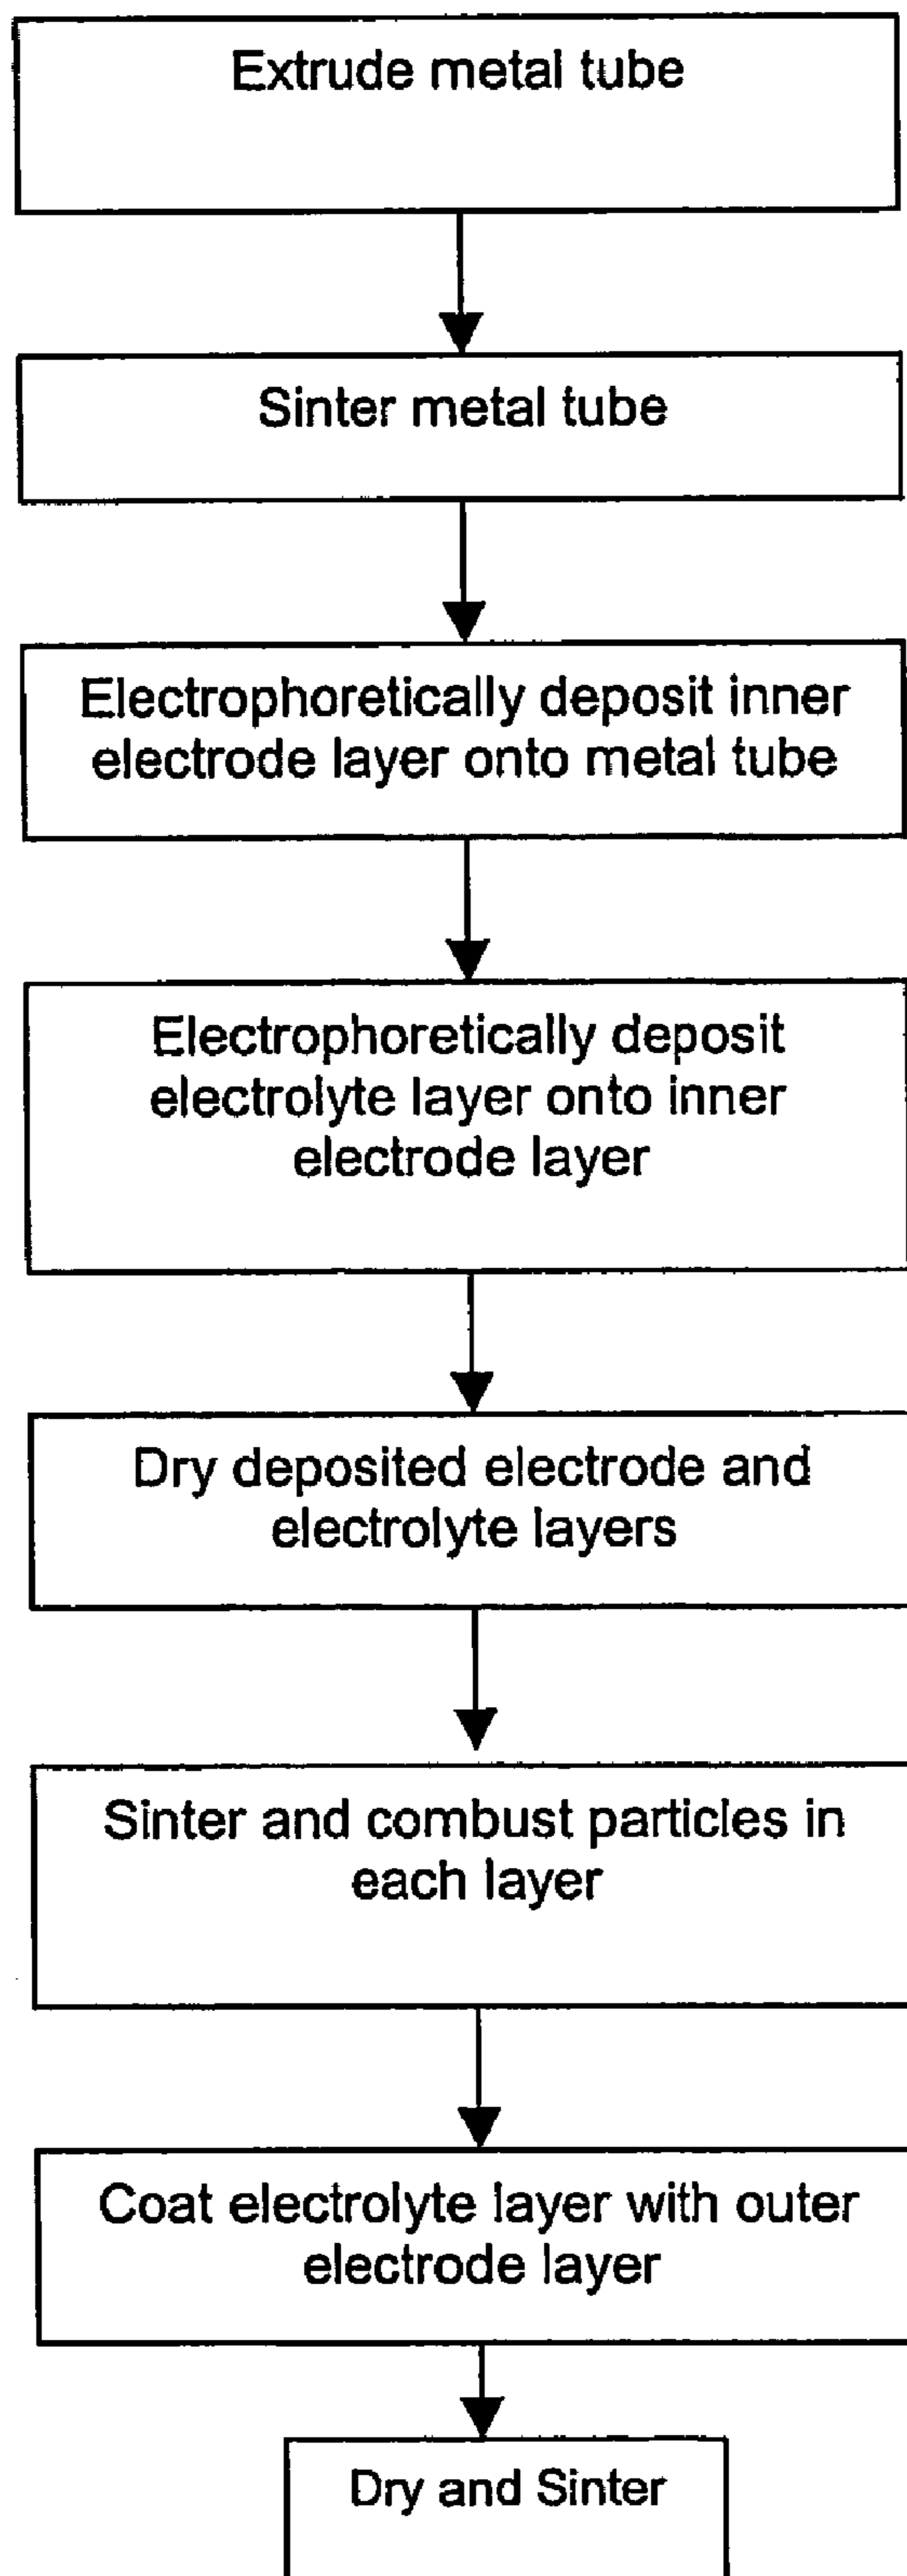 Extrude metal tube
Sinter metal tube
Electrophoretically deposit inner
electrode layer onto metal tube
Electrophoretically deposit
electrolyte layer onto inner
electrode layer
Dry deposited electrode and
electrolyte layers
Sinter and combust particles in
each layer
Coat electrolyte layer with outer
electrode layer
Dry and Sinter